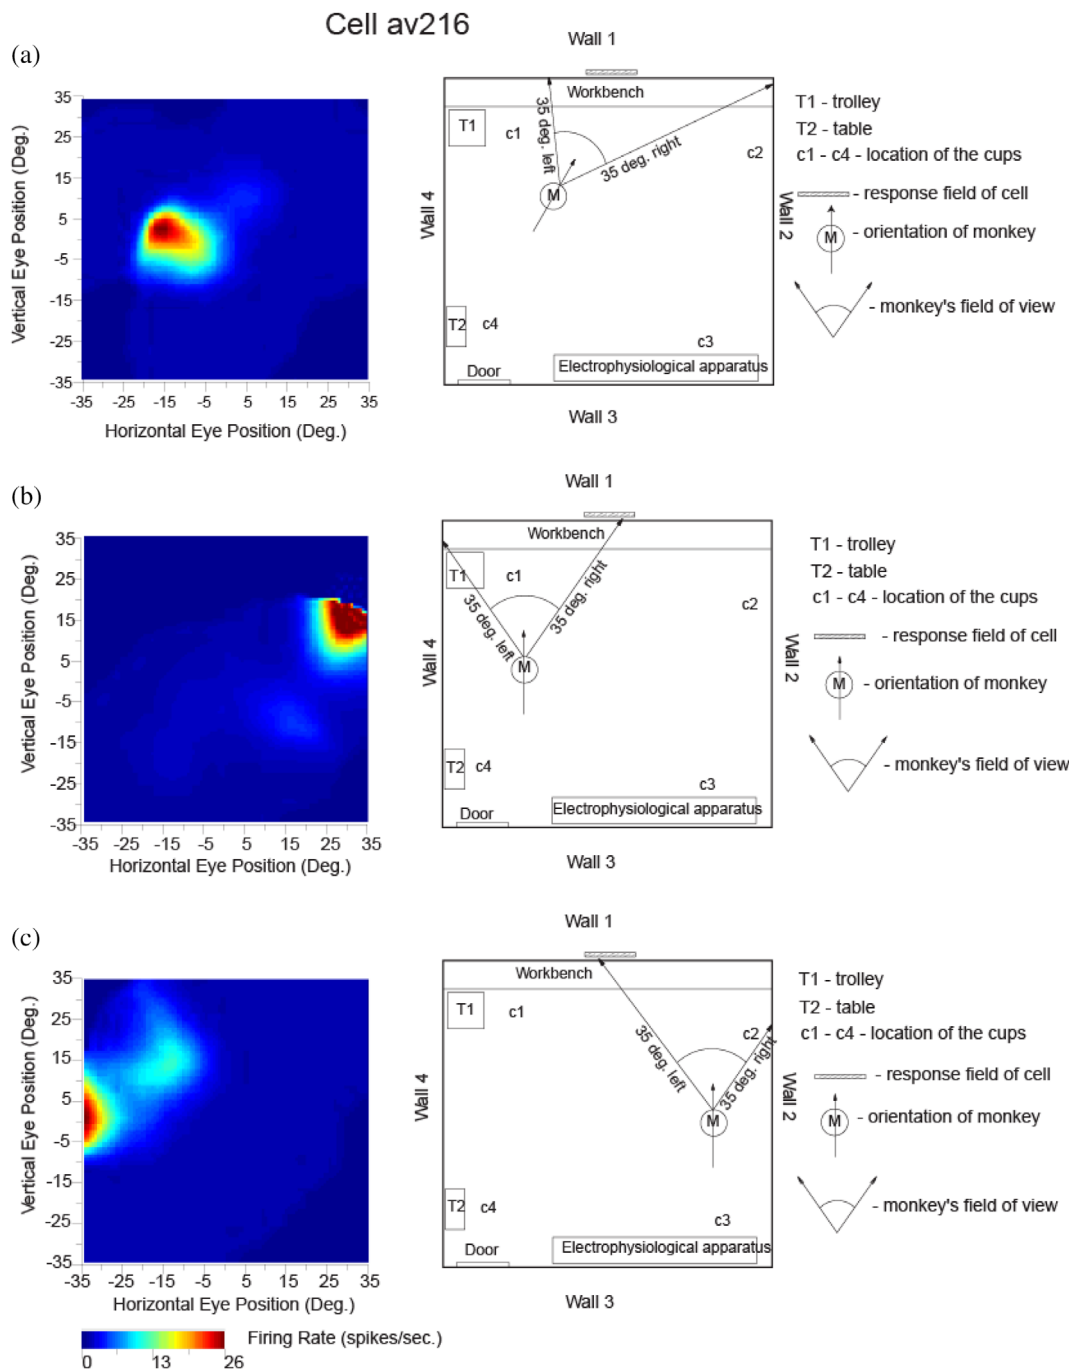 Cell av216
(a)
Vertical Eye Position (Deg.)
35
25
15
5
-5
-15
-25
-35
-35 -25 -15 -5 5 15 25 35
Horizontal Eye Position (Deg.)
Wall 1
Workbench
T1
c1
35 deg. left
35 deg. right
c2
M
Wall 4
Wall 2
T2
c4
c3
Door
Electrophysiological apparatus
Wall 3
T1 - trolley
T2 - table
c1 - c4 - location of the cups
- response field of cell
M
- orientation of monkey
- monkey's field of view
(b)
Vertical Eye Position (Deg.)
35
25
15
5
-5
-15
-25
-35
-35 -25 -15 -5 5 15 25 35
Horizontal Eye Position (Deg.)
Wall 1
Workbench
T1
c1
35 deg. left
35 deg. right
c2
M
Wall 4
Wall 2
T2
c4
c3
Door
Electrophysiological apparatus
Wall 3
T1 - trolley
T2 - table
c1 - c4 - location of the cups
- response field of cell
M
- orientation of monkey
- monkey's field of view
(c)
Vertical Eye Position (Deg.)
35
25
15
5
-5
-15
-25
-35
-35 -25 -15 -5 5 15 25 35
Horizontal Eye Position (Deg.)
Wall 1
Workbench
T1
c1
35 deg. left
35 deg. right
c2
M
Wall 4
Wall 2
T2
c4
c3
Door
Electrophysiological apparatus
Wall 3
T1 - trolley
T2 - table
c1 - c4 - location of the cups
- response field of cell
M
- orientation of monkey
- monkey's field of view
Firing Rate (spikes/sec.)
0 13 26